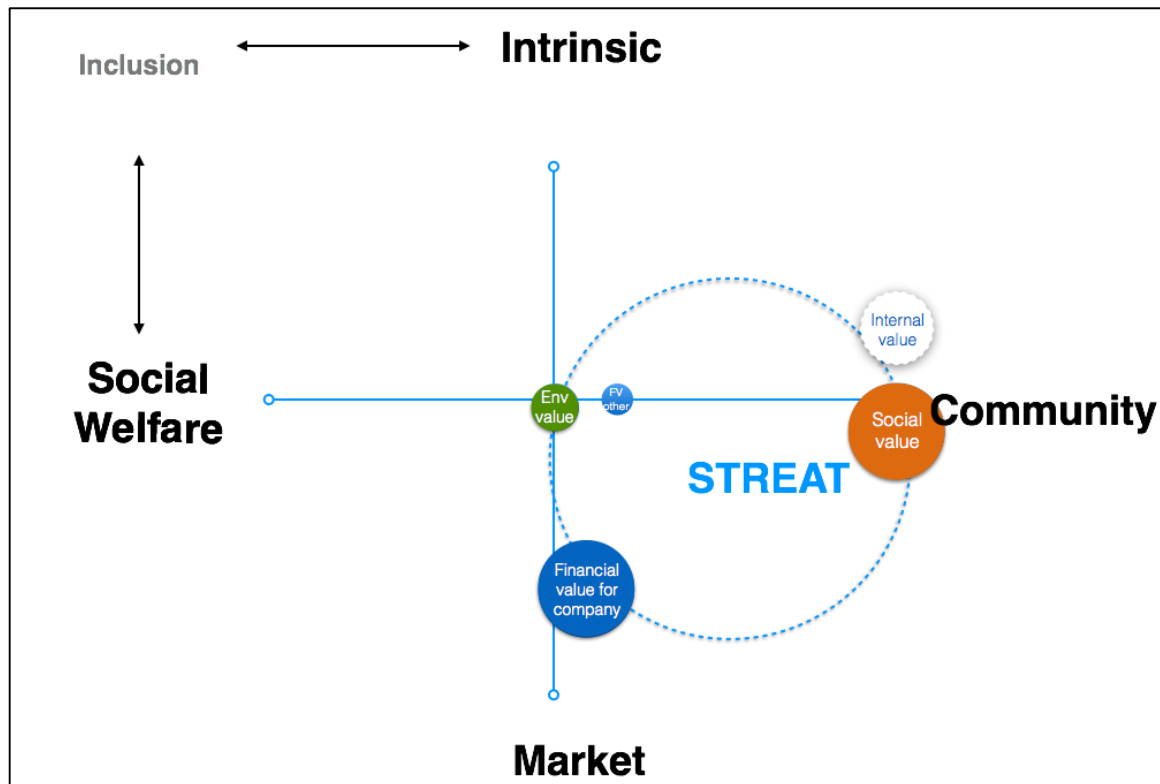 Inclusion
Intrinsic
Internal
value
Social
Welfare
Env
value
FV
other
Social
value
Community
STREAT
Financial
value for
company
Market